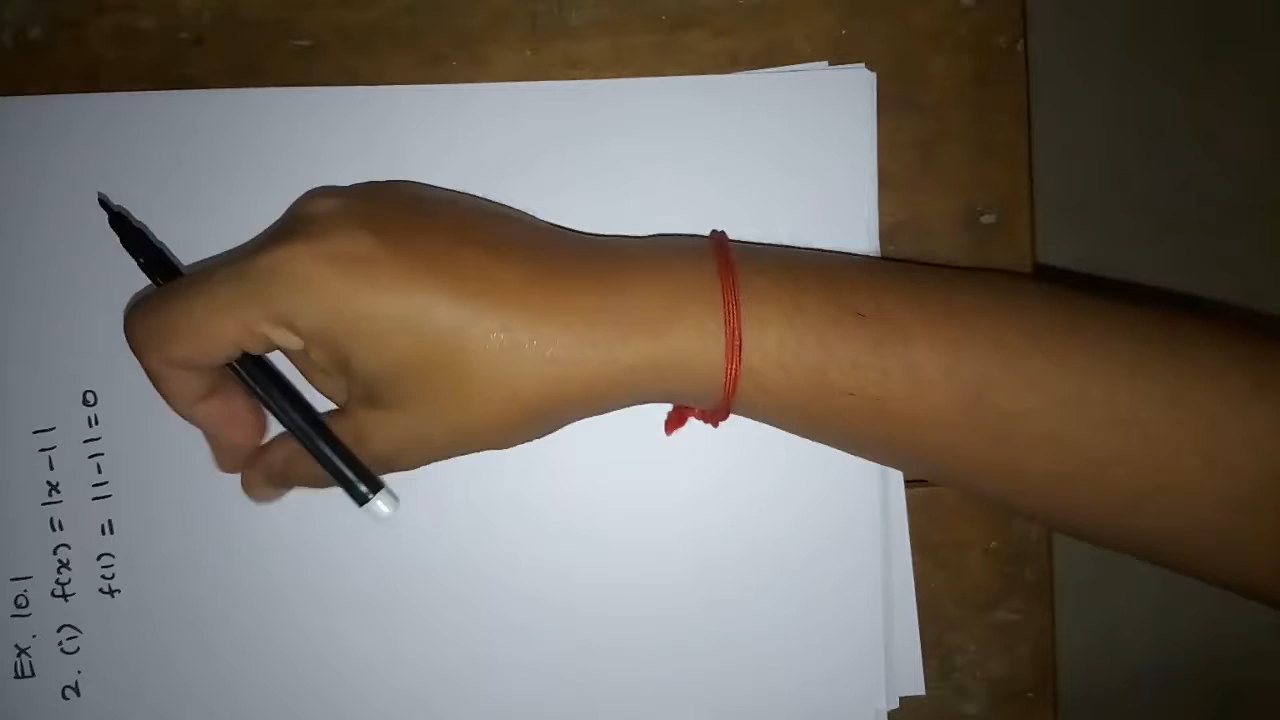 Ex. 10.1
2. (i) f(x) = |x-1|
f(1) = |1-1| = 0